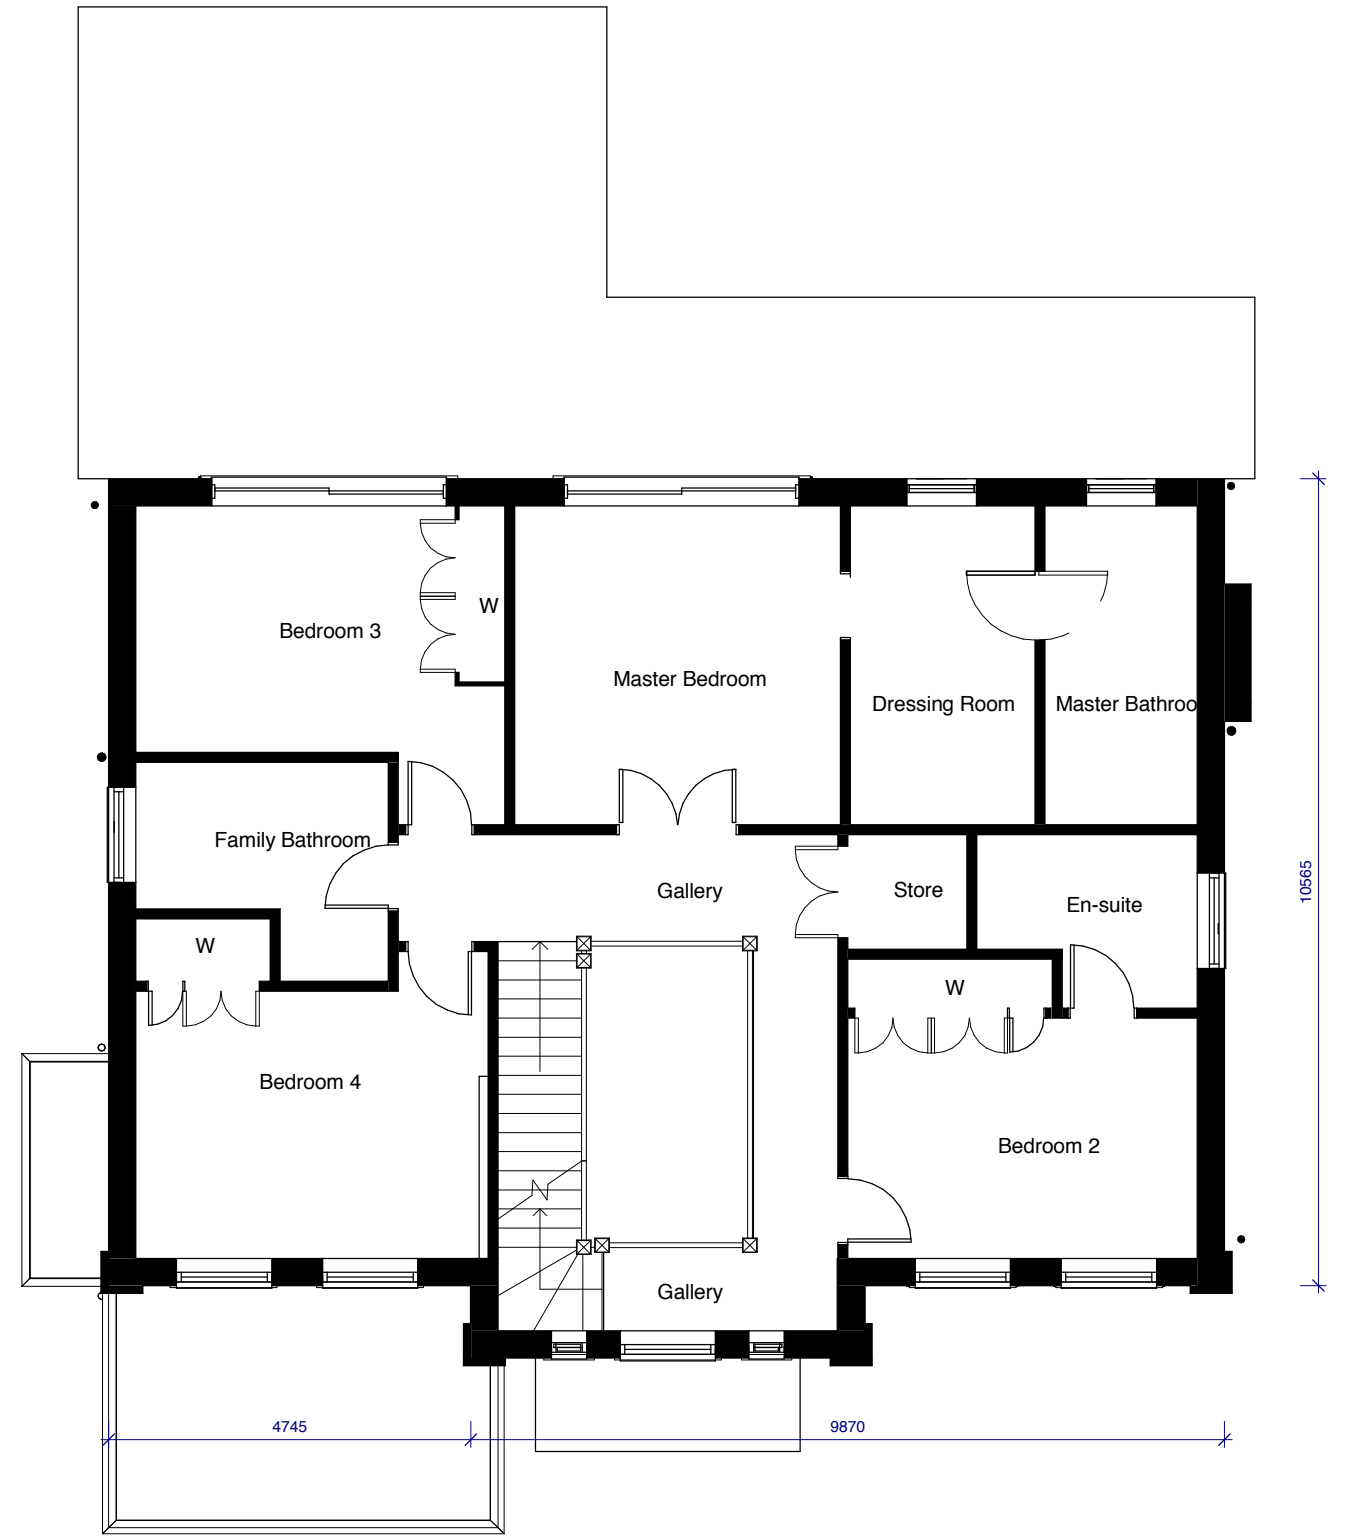 W
Bedroom 3
Master Bedroom
Dressing Room
Master Bathroo
Family Bathroom
10565
Gallery
Store
En-suite
W
W
Bedroom 4
Bedroom 2
Gallery
4745
9870